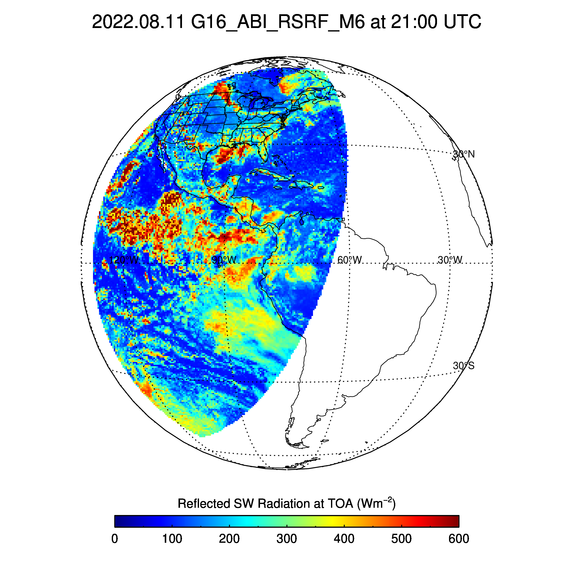 2022.08.11 G16_ABI_RSRF_M6 at 21:00 UTC
30°N
90°W
60°W
30°W
30°S
Reflected SW Radiation at TOA (Wm⁻²)
0 100 200 300 400 500 600